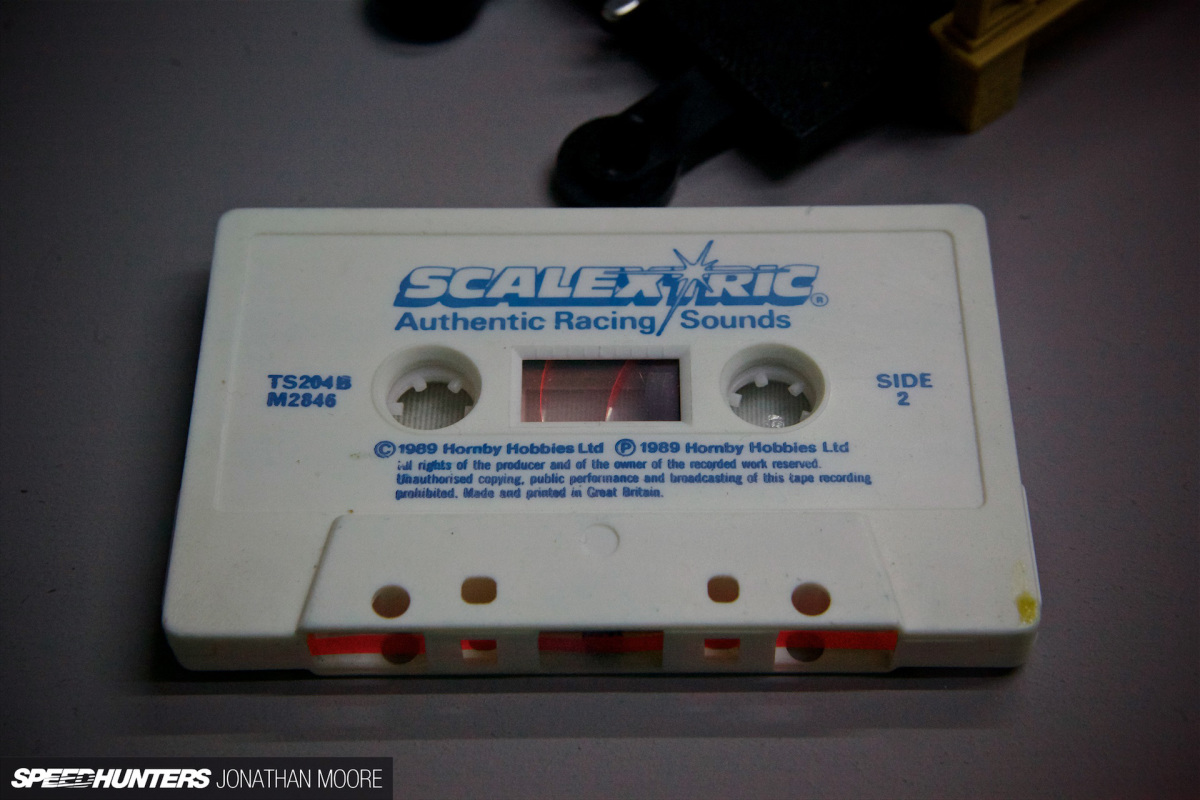 SCALEXTRIC®
Authentic Racing Sounds
TS204B
M2846
SIDE
2
© 1989 Hornby Hobbies Ltd ℗ 1989 Hornby Hobbies Ltd
All rights of the producer and of the owner of the recorded work reserved.
Unauthorised copying, public performance and broadcasting of this tape recording
prohibited. Made and printed in Great Britain.
SPEEDHUNTERS JONATHAN MOORE